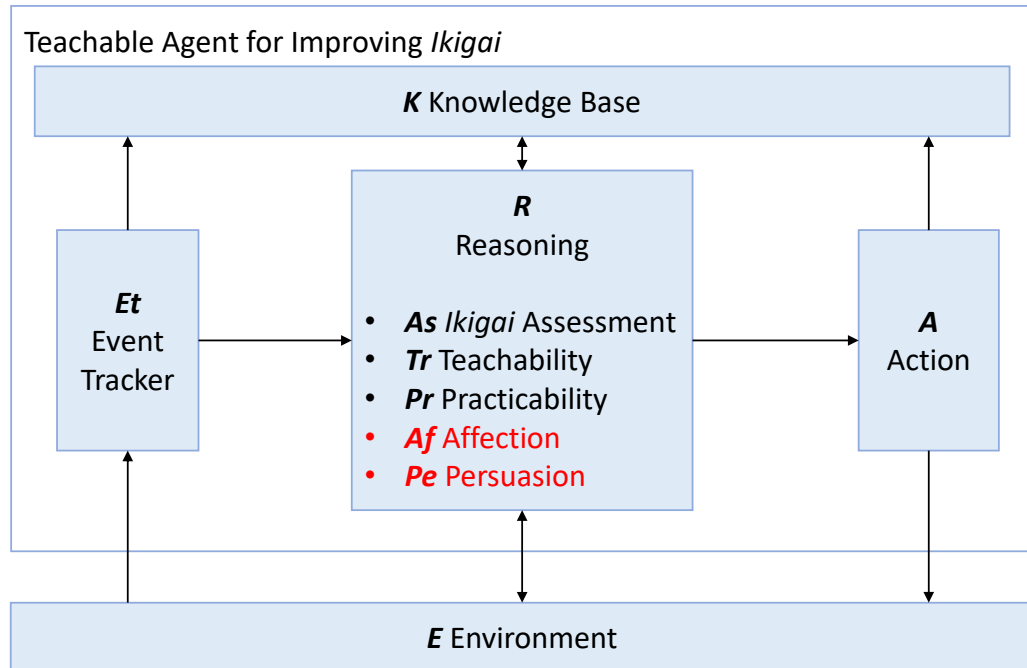 Teachable Agent for Improving Ikigai
K Knowledge Base
R
Reasoning
Et
Event
Tracker
• As Ikigai Assessment
• Tr Teachability
• Pr Practicability
• Af Affection
• Pe Persuasion
A
Action
E Environment